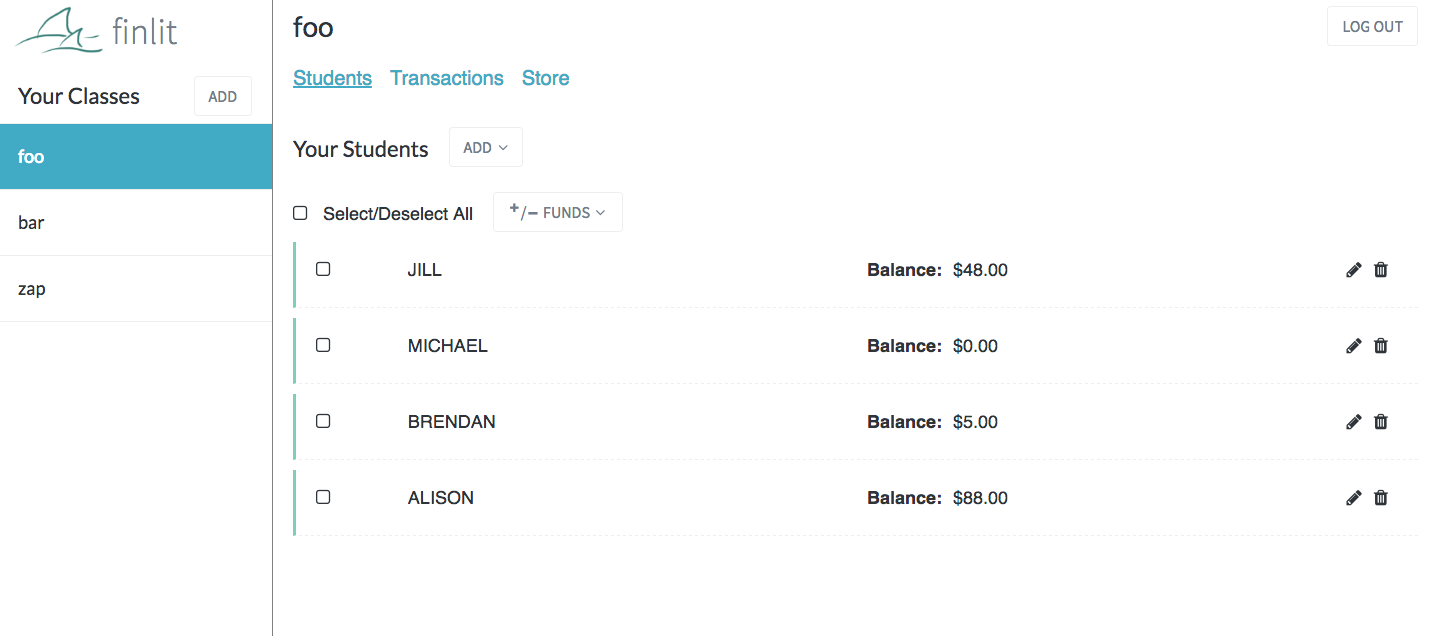 finlit
Your Classes ADD
foo
bar
zap
foo
LOG OUT
Students Transactions Store
Your Students ADD
Select/Deselect All +/− FUNDS
JILL Balance: $48.00
MICHAEL Balance: $0.00
BRENDAN Balance: $5.00
ALISON Balance: $88.00